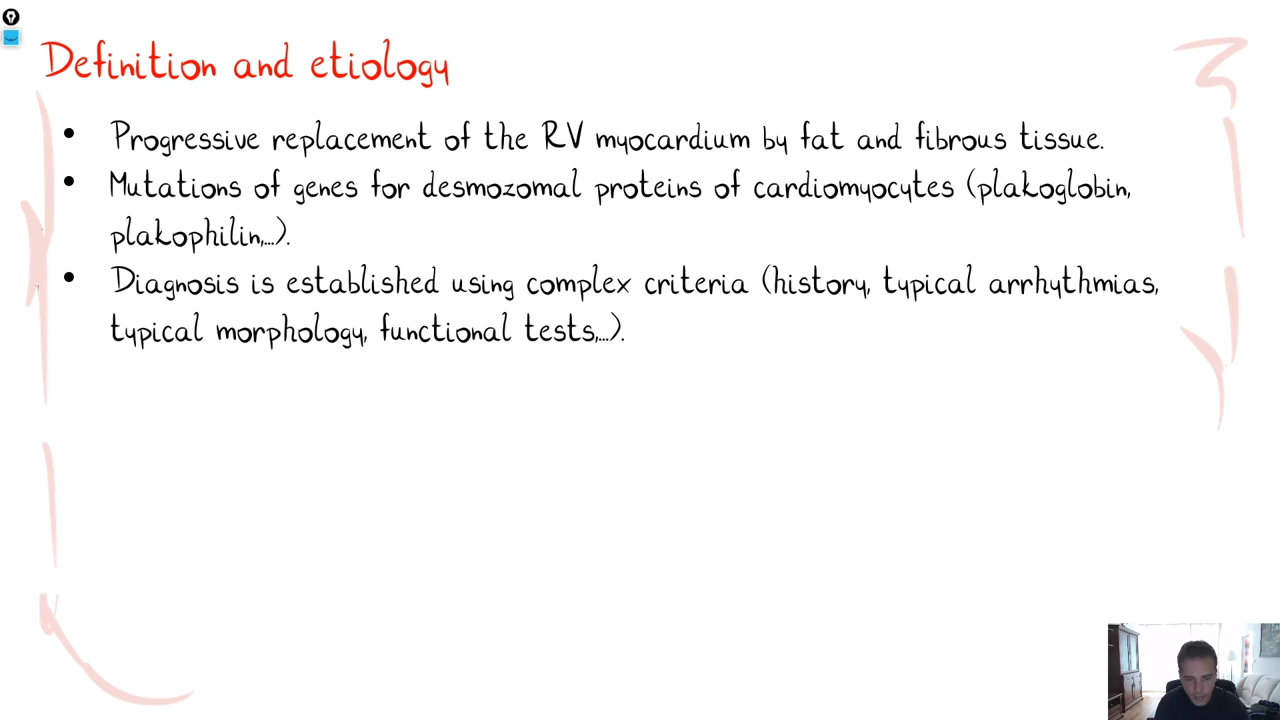 Definition and etiology
• Progressive replacement of the RV myocardium by fat and fibrous tissue.
• Mutations of genes for desmozomal proteins of cardiomyocytes (plakoglobin,
plakophilin,...).
• Diagnosis is established using complex criteria (history, typical arrhythmias,
typical morphology, functional tests,...).